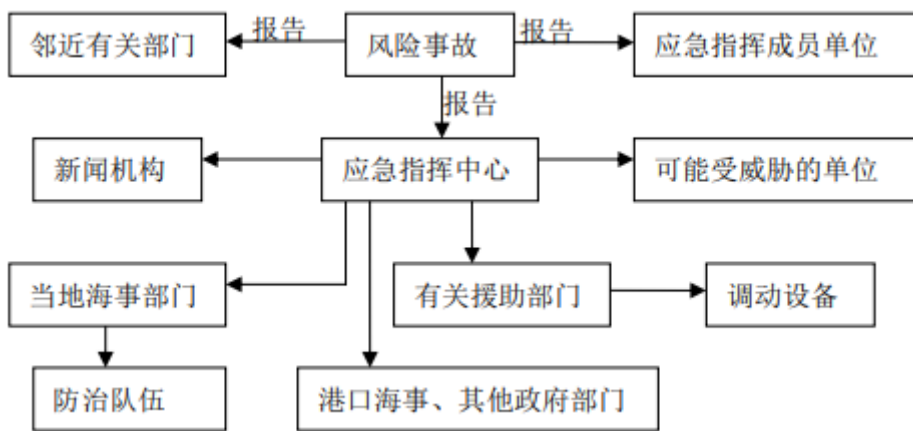 邻近有关部门
报告
风险事故
报告
应急指挥成员单位
报告
新闻机构
应急指挥中心
可能受威胁的单位
当地海事部门
有关援助部门
调动设备
防治队伍
港口海事、其他政府部门